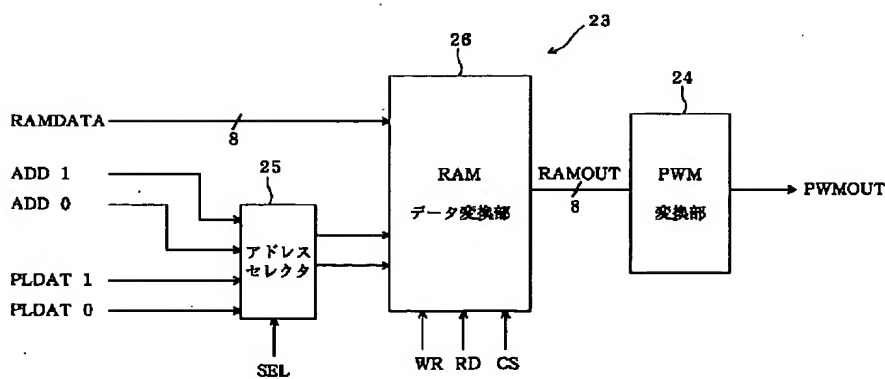 23
26
24
RAMDATA
8
ADD 1
ADD 0
25
RAM
データ変換部
RAMOUT
8
PWM
変換部
PWMOUT
アドレス
セレクタ
PLDAT 1
PLDAT 0
SEL
WR RD CS